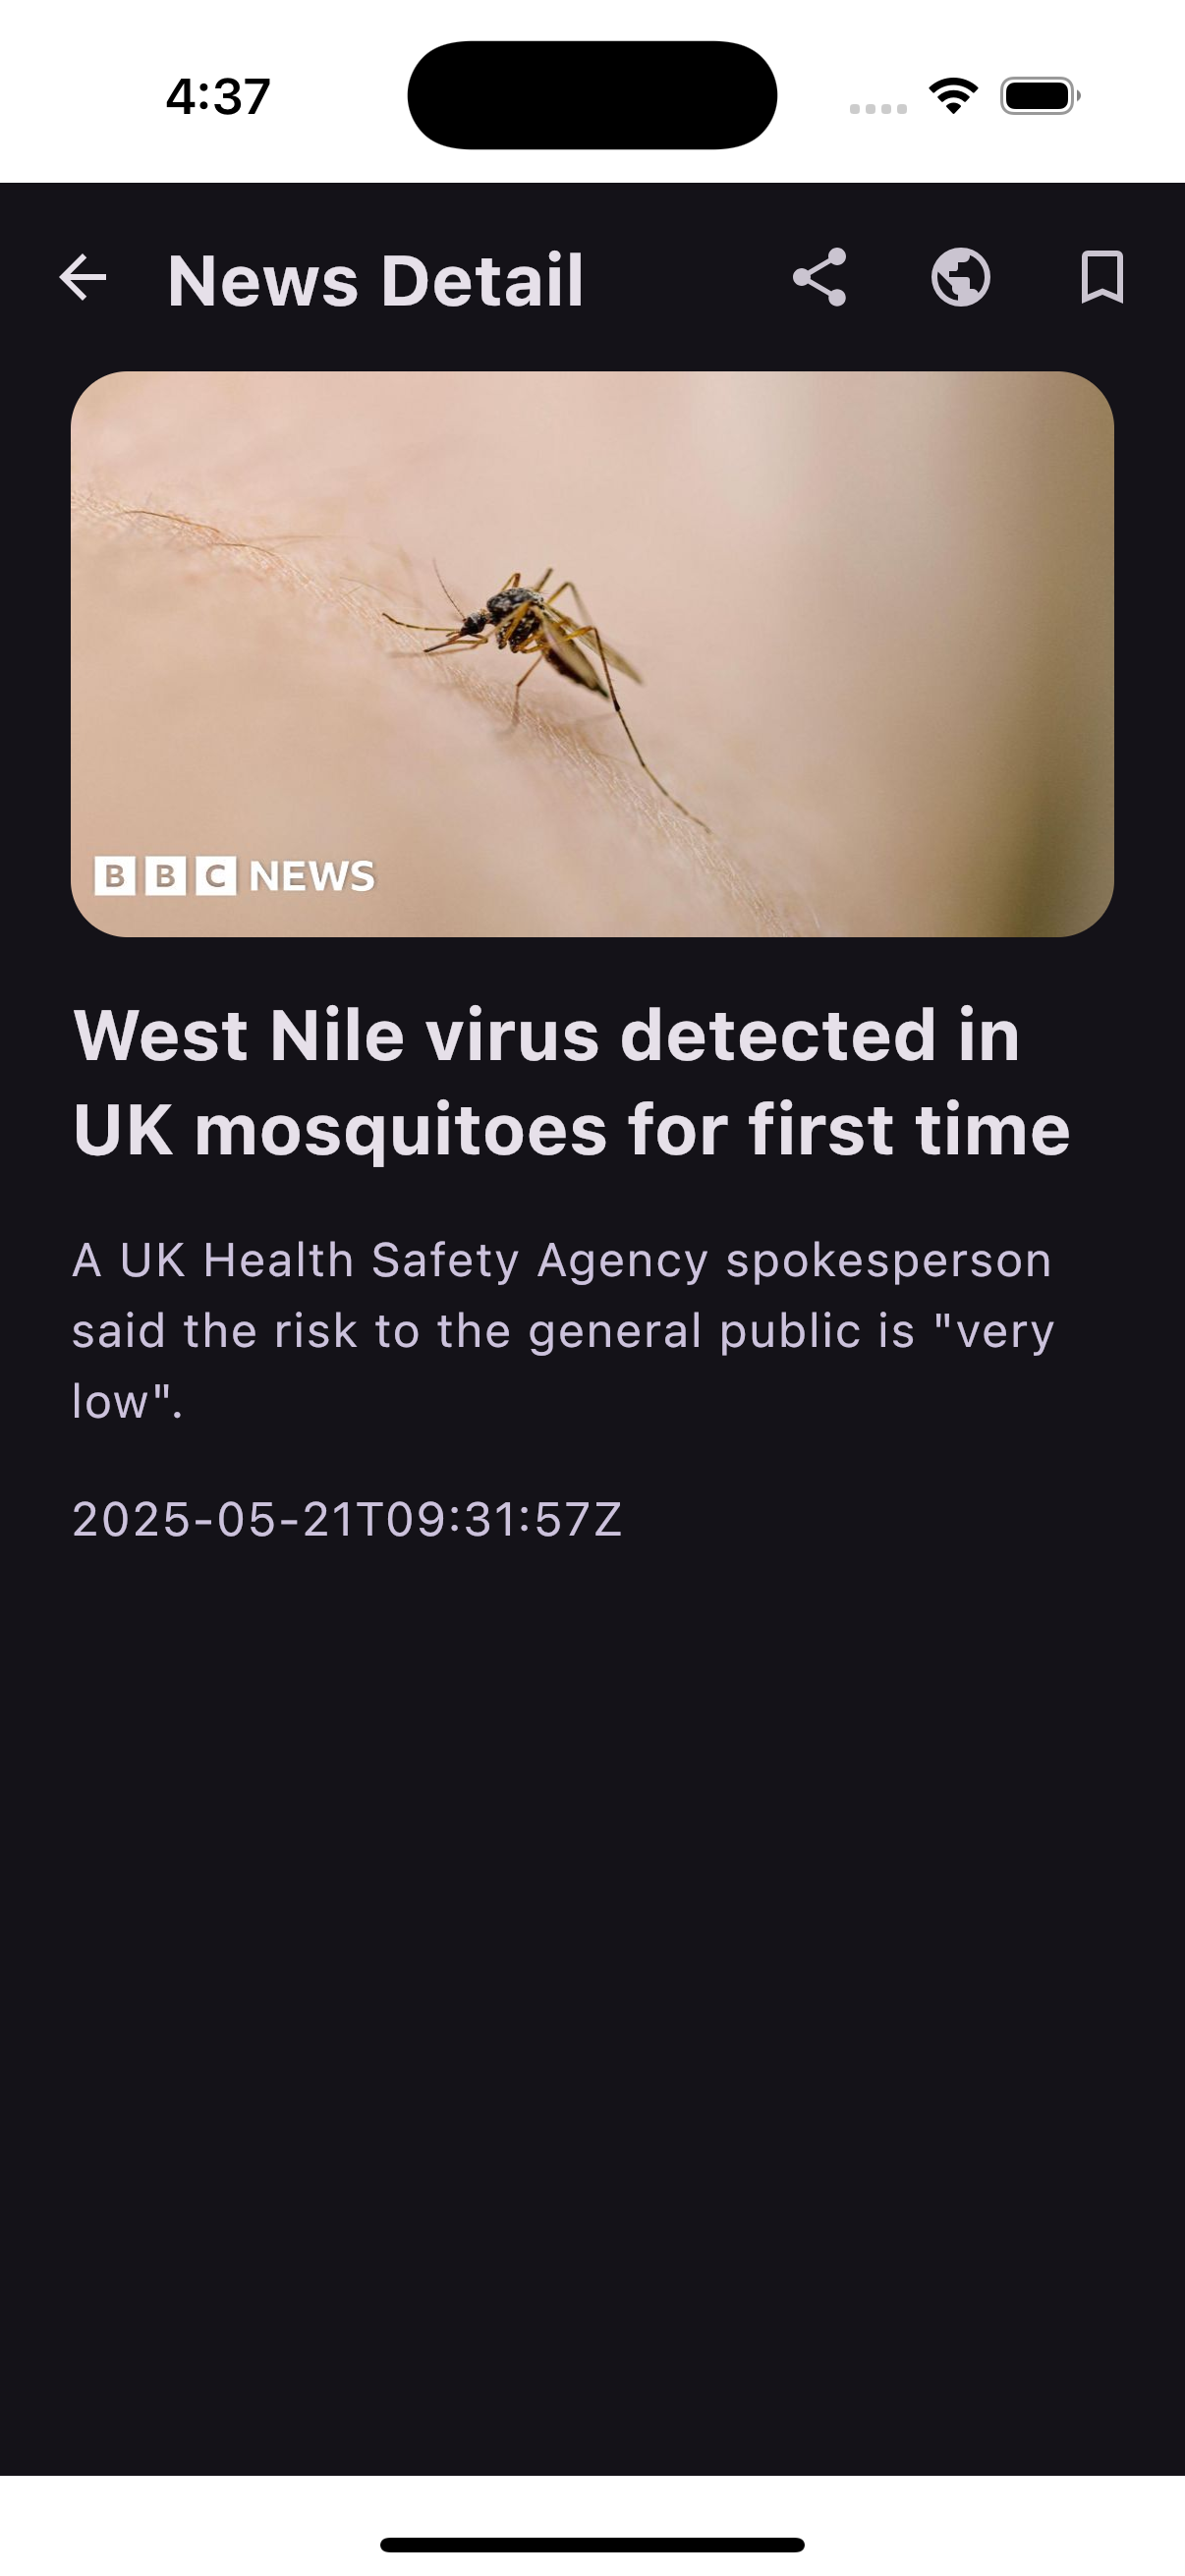 4:37
News Detail
BBC NEWS
West Nile virus detected in
UK mosquitoes for first time
A UK Health Safety Agency spokesperson
said the risk to the general public is "very
low".
2025-05-21T09:31:57Z